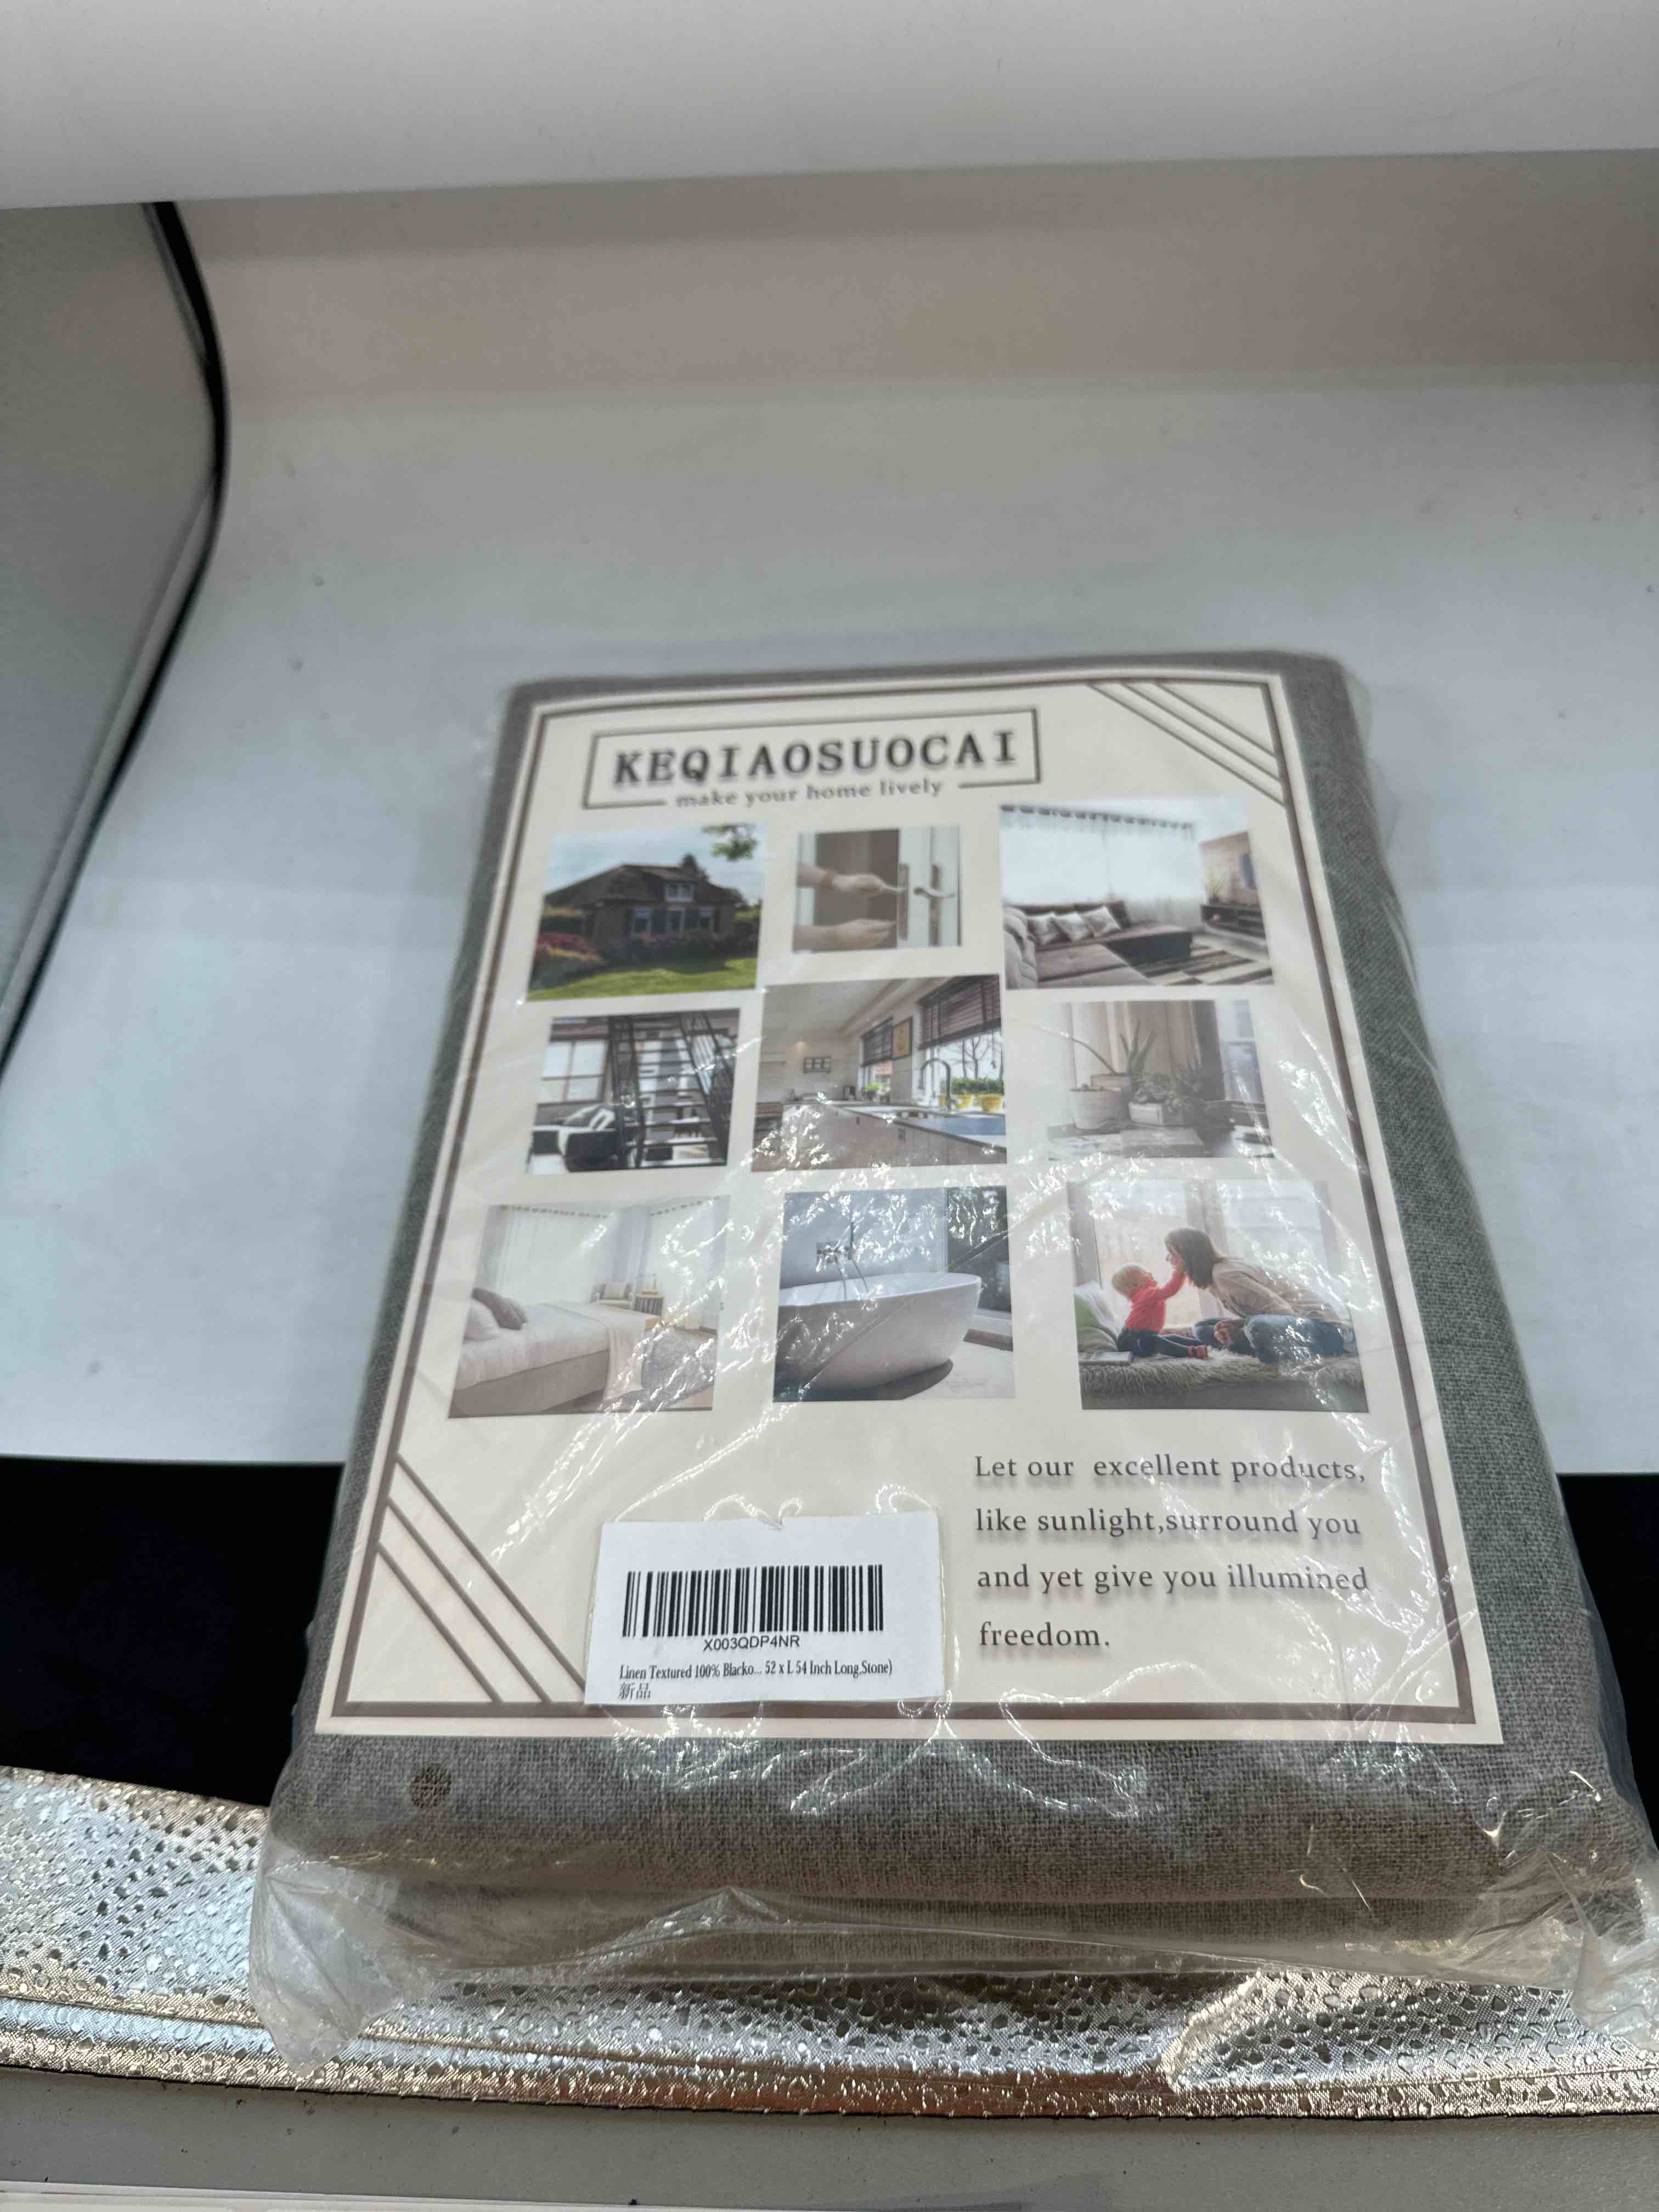 KEQIAOSUOCAI
make your home lively
Let our excellent products,
like sunlight,surround you
and yet give you illumined
freedom.
X003QDP4NR
Linen Textured 100% Blacko... 52 x L 54 Inch Long,Stone)
新品